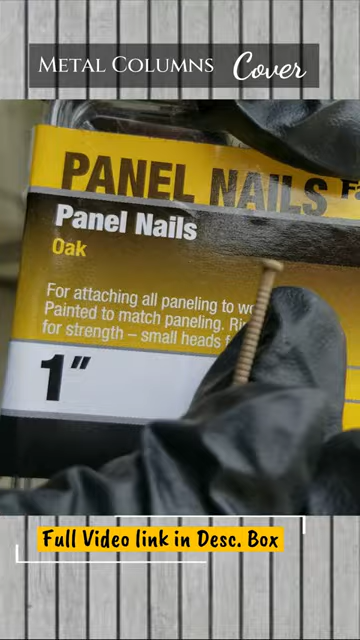 METAL COLUMNS Cover
PANEL NAILS
Panel Nails
Oak
For attaching all paneling to
Painted to match paneling.
for strength – small heads
1"
Full Video link in Desc. Box